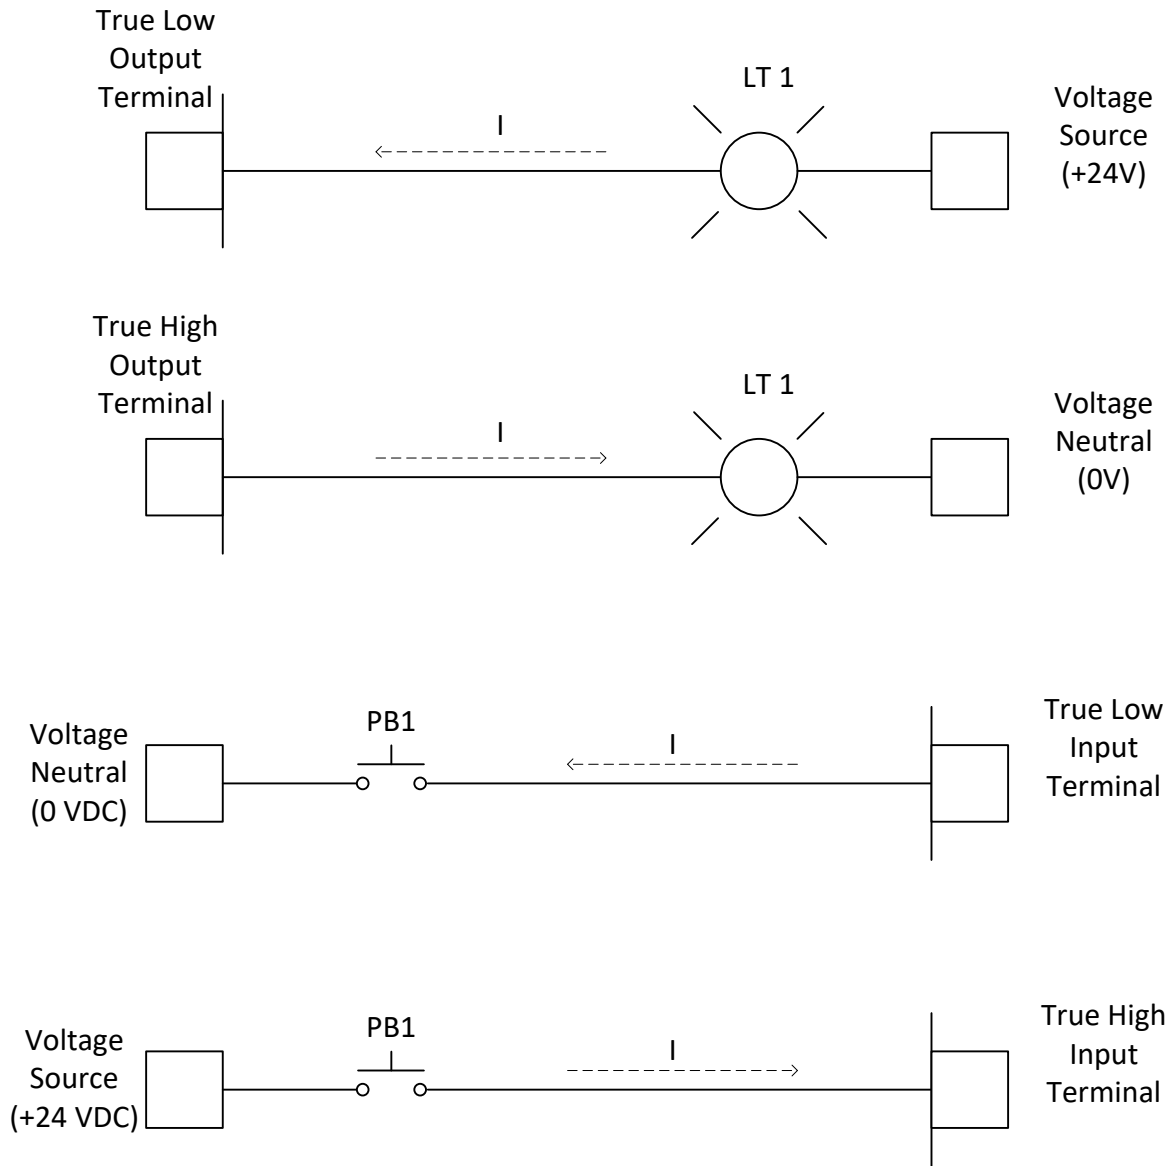 True Low
Output
Terminal
I
LT 1
Voltage
Source
(+24V)
True High
Output
Terminal
I
LT 1
Voltage
Neutral
(0V)
Voltage
Neutral
(0 VDC)
PB1
I
True Low
Input
Terminal
Voltage
Source
(+24 VDC)
PB1
I
True High
Input
Terminal